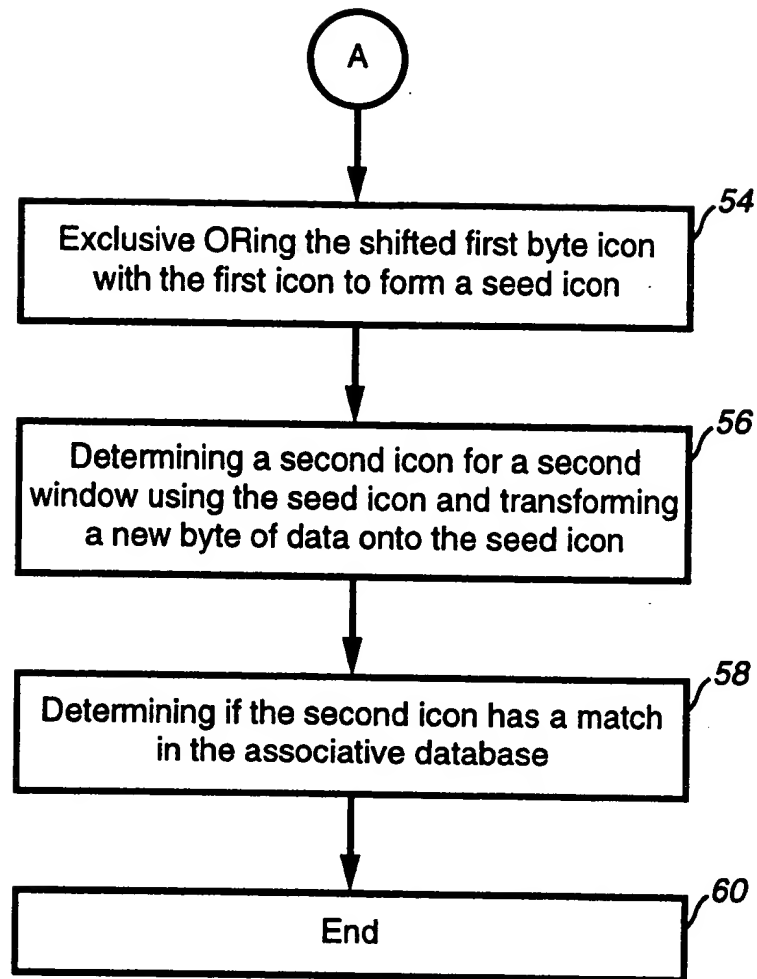 A
54
Exclusive ORing the shifted first byte icon
with the first icon to form a seed icon
56
Determining a second icon for a second
window using the seed icon and transforming
a new byte of data onto the seed icon
58
Determining if the second icon has a match
in the associative database
60
End